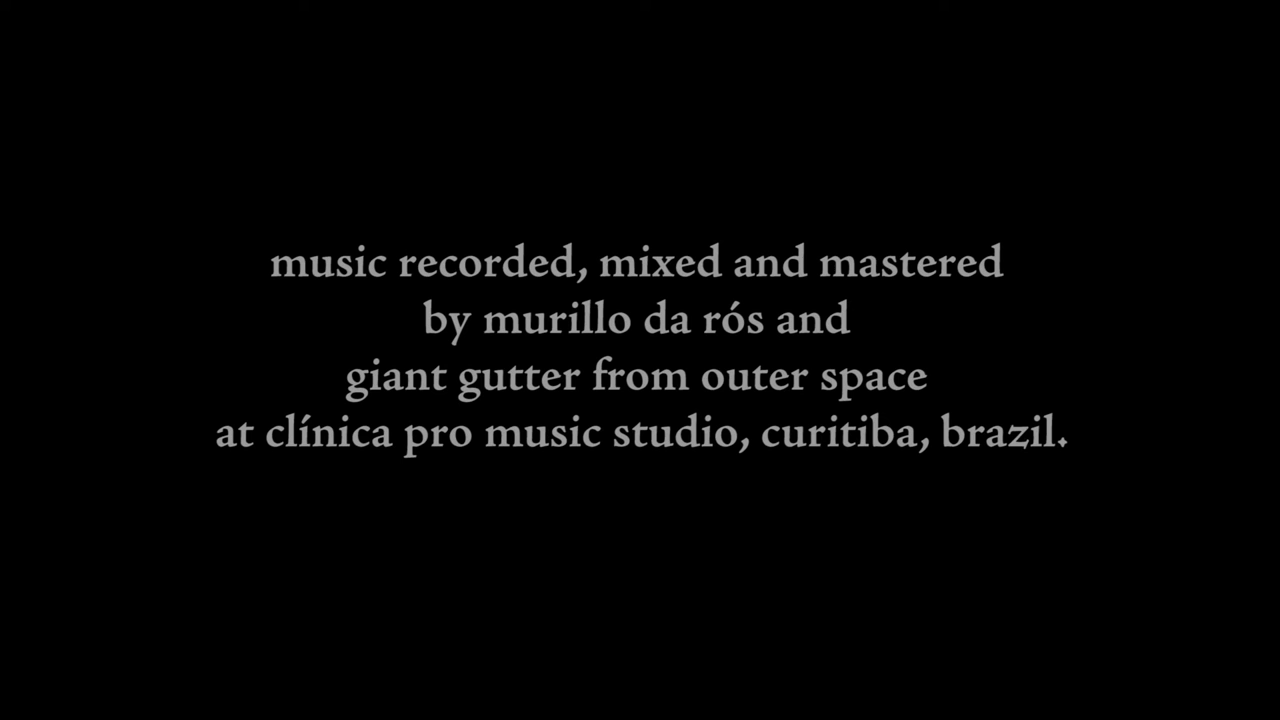 music recorded, mixed and mastered
by murillo da rós and
giant gutter from outer space
at clínica pro music studio, curitiba, brazil.